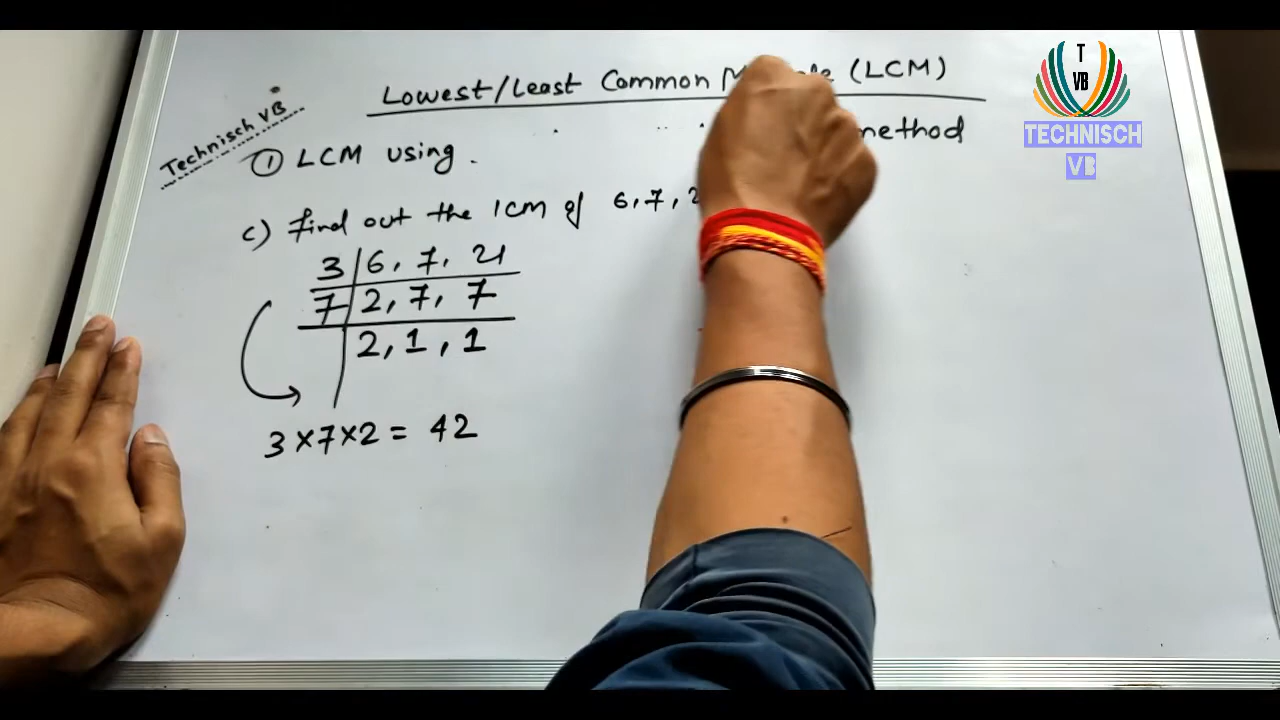 Lowest/Least Common (LCM)
T
VB
TECHNISCH
VB
Technisch VB
① LCM using. method
c) find out the lcm of 6, 7,
3 | 6, 7, 21
7 | 2, 7, 7
2, 1, 1
3 × 7 × 2 = 42